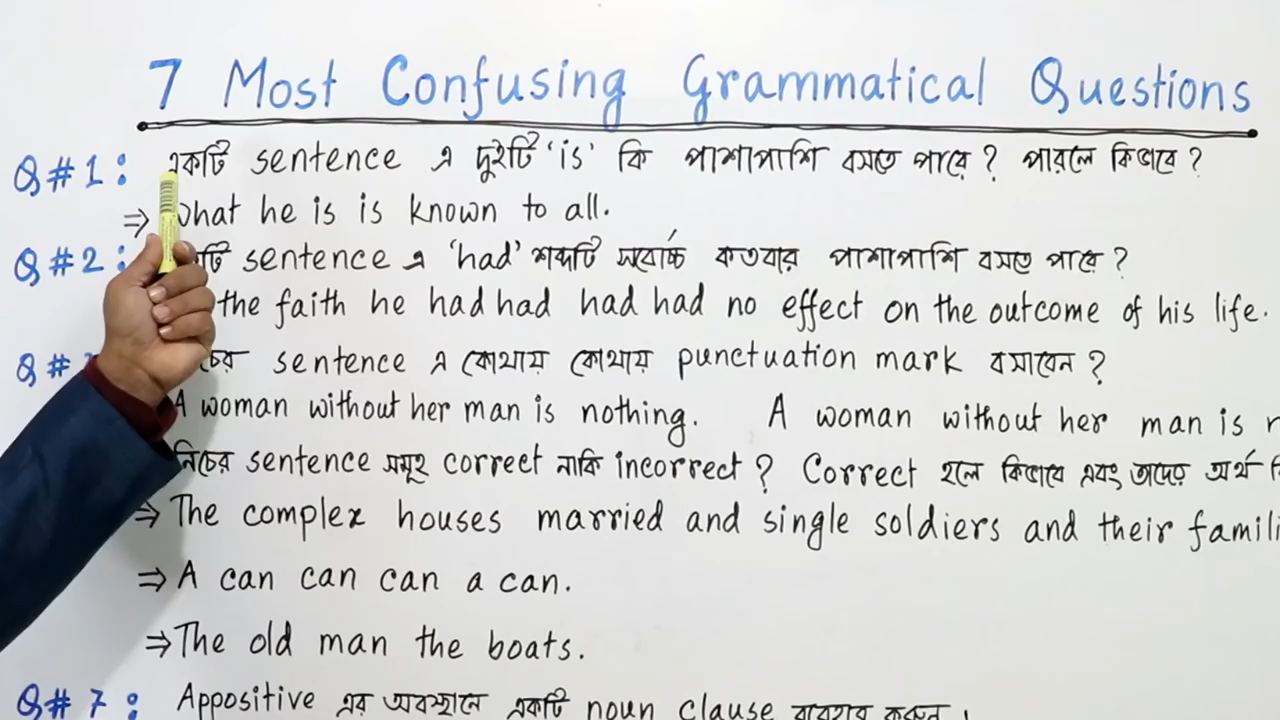 7 Most Confusing Grammatical Questions
Q#1: একটি sentence এ দুইটি 'is' কি পাশাপাশি বসতে পারে? পারলে কিভাবে?
⇒ What he is is known to all.
Q#2: sentence এ 'had' শব্দটি সর্বোচ্চ কতবার পাশাপাশি বসতে পারে?
the faith he had had had had no effect on the outcome of his life.
Q# sentence এ কোথায় কোথায় punctuation mark বসাবেন?
A woman without her man is nothing. A woman without her man is
নিচের sentence সমূহ correct নাকি incorrect? Correct হলে কিভাবে এবং তাদের অর্থ
⇒ The complex houses married and single soldiers and their famili
⇒ A can can can a can.
⇒ The old man the boats.
Q#7: Appositive এর অবস্থানে একটি noun clause ব্যবহার করুন।